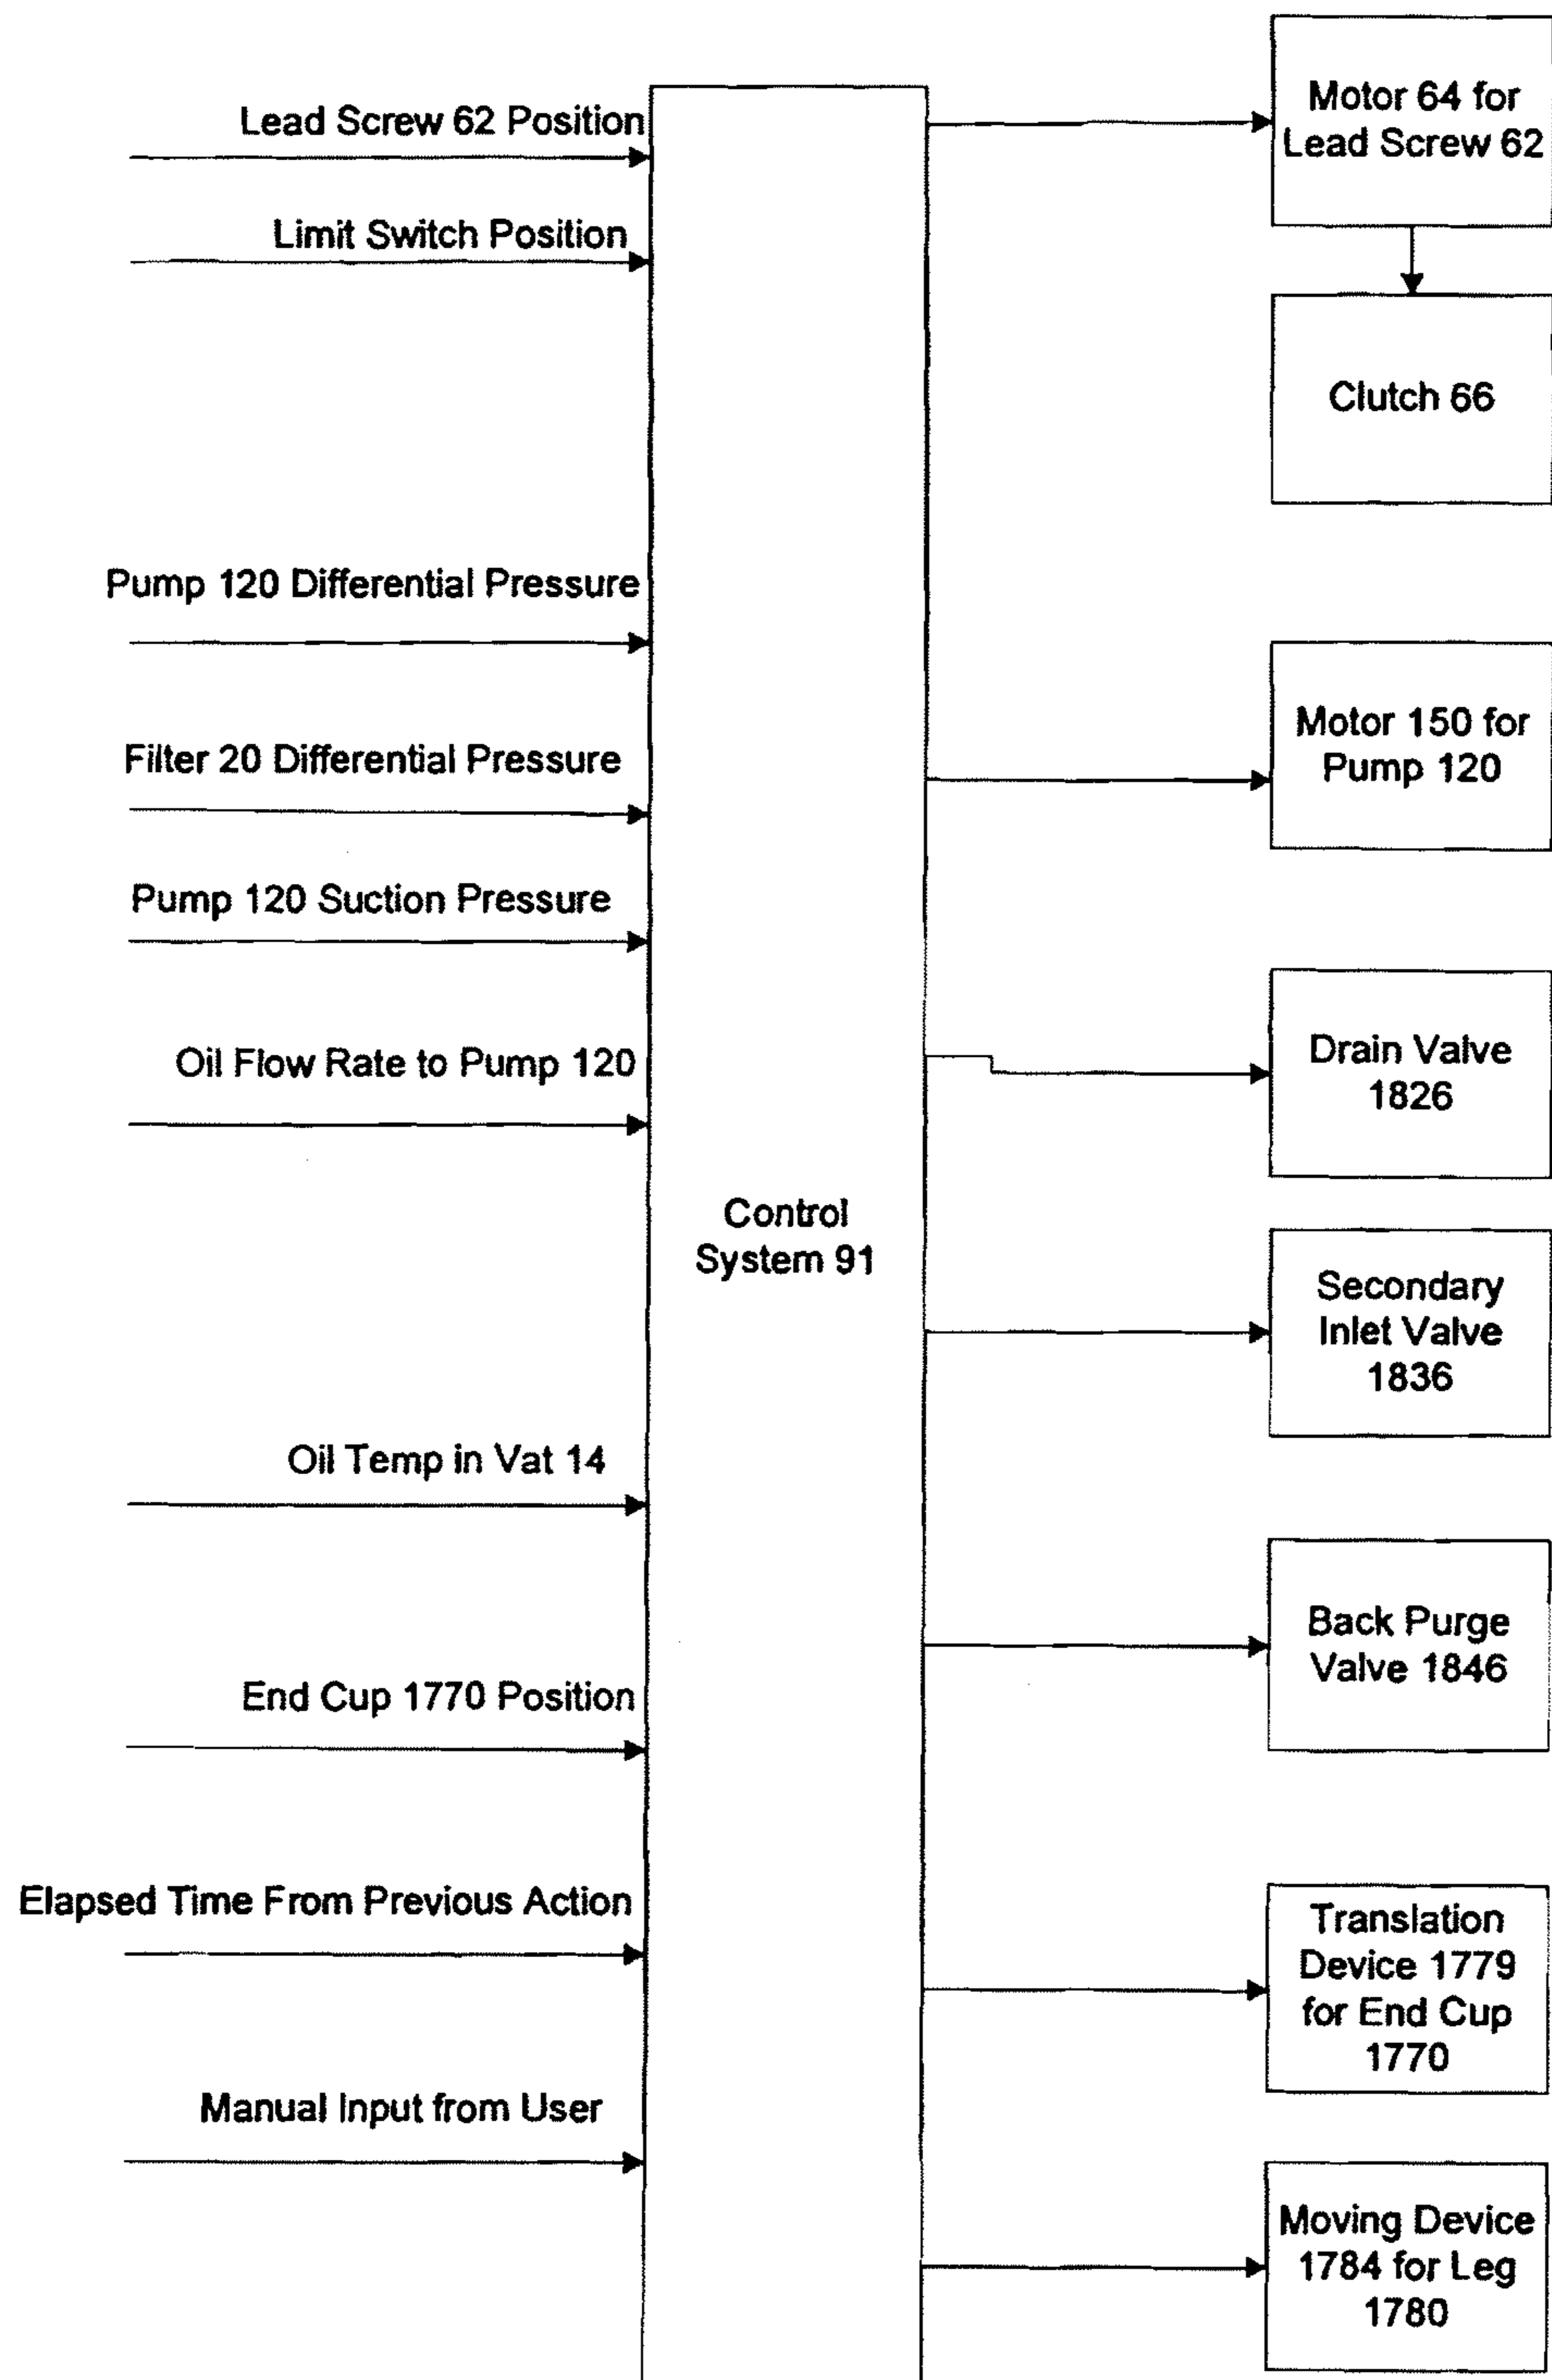 Lead Screw 62 Position
Limit Switch Position
Pump 120 Differential Pressure
Filter 20 Differential Pressure
Pump 120 Suction Pressure
Oil Flow Rate to Pump 120
Oil Temp in Vat 14
End Cup 1770 Position
Elapsed Time From Previous Action
Manual Input from User
Control
System 91
Motor 64 for
Lead Screw 62
Clutch 66
Motor 150 for
Pump 120
Drain Valve
1826
Secondary
Inlet Valve
1836
Back Purge
Valve 1846
Translation
Device 1779
for End Cup
1770
Moving Device
1784 for Leg
1780